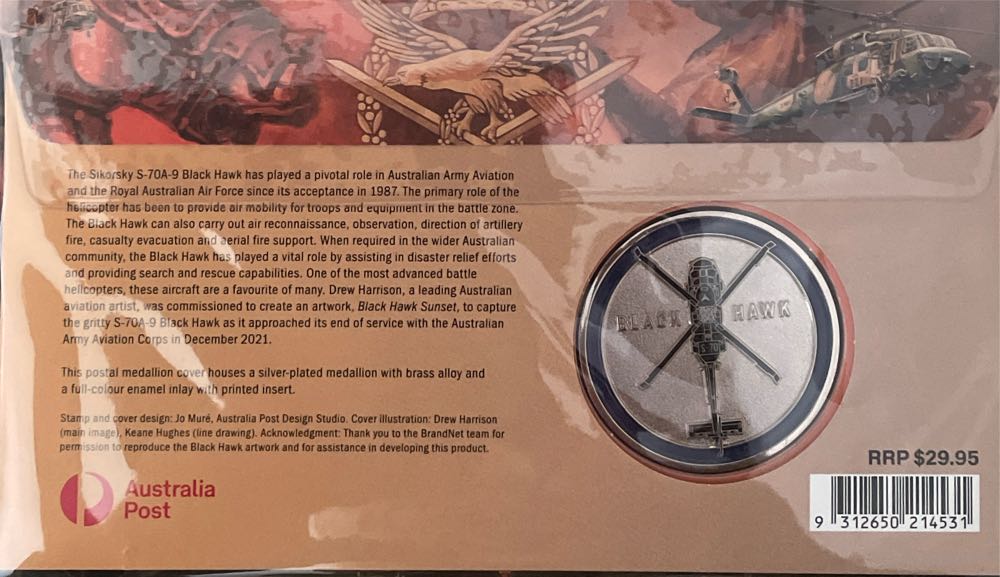 The Sikorsky S-70A-9 Black Hawk has played a pivotal role in Australian Army Aviation
and the Royal Australian Air Force since its acceptance in 1987. The primary role of the
helicopter has been to provide air mobility for troops and equipment in the battle zone.
The Black Hawk can also carry out air reconnaissance, observation, direction of artillery
fire, casualty evacuation and aerial fire support. When required in the wider Australian
community, the Black Hawk has played a vital role by assisting in disaster relief efforts
and providing search and rescue capabilities. One of the most advanced battle
helicopters, these aircraft are a favourite of many. Drew Harrison, a leading Australian
aviation artist, was commissioned to create an artwork, Black Hawk Sunset, to capture
the gritty S-70A-9 Black Hawk as it approached its end of service with the Australian
Army Aviation Corps in December 2021.
This postal medallion cover houses a silver-plated medallion with brass alloy and
a full-colour enamel inlay with printed insert.
Stamp and cover design: Jo Muré, Australia Post Design Studio. Cover illustration: Drew Harrison
(main image), Keane Hughes (line drawing). Acknowledgment: Thank you to the BrandNet team for
permission to reproduce the Black Hawk artwork and for assistance in developing this product.
Australia
Post
BLACK HAWK
S-70
RRP $29.95
9 312650 214531